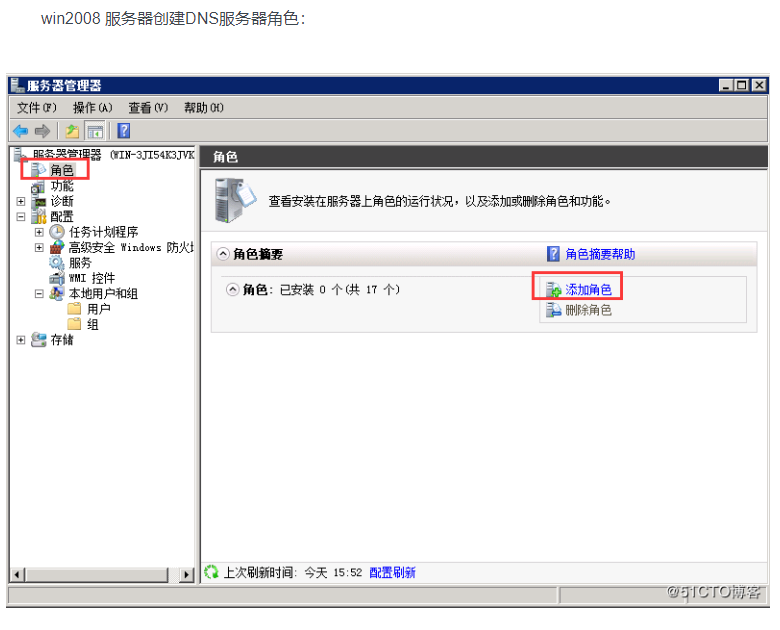 win2008 服务器创建DNS服务器角色：
服务器管理器
文件(F) 操作(A) 查看(V) 帮助(H)
服务器管理器 (WIN-3JI54K3JVK
角色
功能
诊断
配置
任务计划程序
高级安全 Windows 防火墙
服务
WMI 控件
本地用户和组
用户
组
存储
角色
查看安装在服务器上角色的运行状况，以及添加或删除角色和功能。
角色摘要
角色摘要帮助
角色：已安装 0 个(共 17 个)
添加角色
删除角色
上次刷新时间: 今天 15:52 配置刷新
@51CTO博客